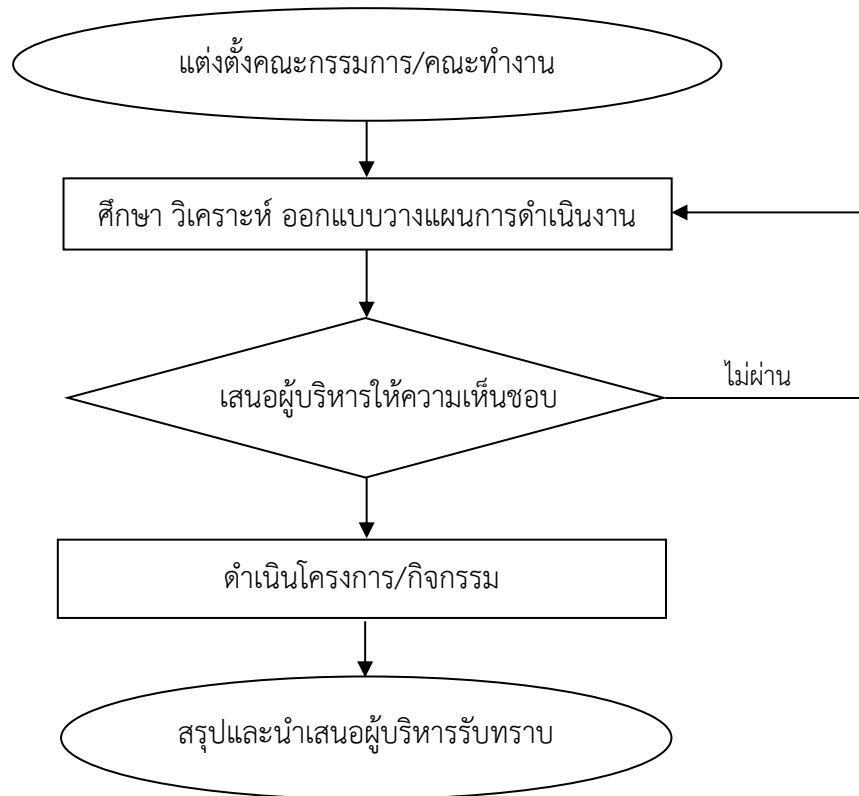 แต่งตั้งคณะกรรมการ/คณะทำงาน
ศึกษา วิเคราะห์ ออกแบบวางแผนการดำเนินงาน
เสนอผู้บริหารให้ความเห็นชอบ
ไม่ผ่าน
ดำเนินโครงการ/กิจกรรม
สรุปและนำเสนอผู้บริหารรับทราบ